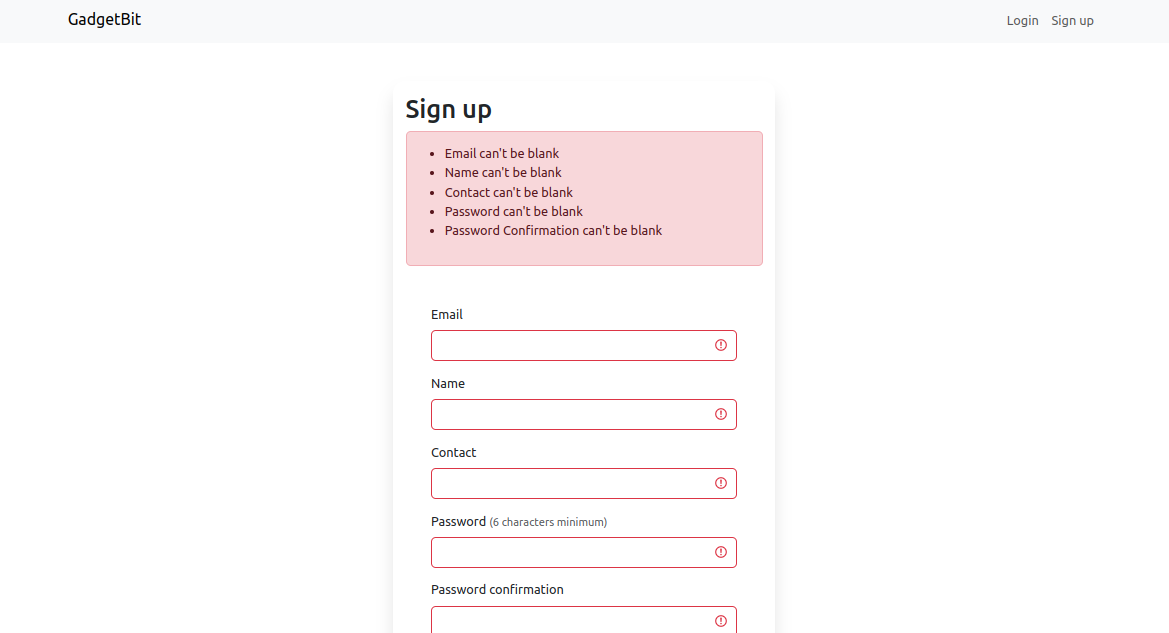 GadgetBit
Login Sign up
Sign up
Email can't be blank
Name can't be blank
Contact can't be blank
Password can't be blank
Password Confirmation can't be blank
Email
Name
Contact
Password (6 characters minimum)
Password confirmation